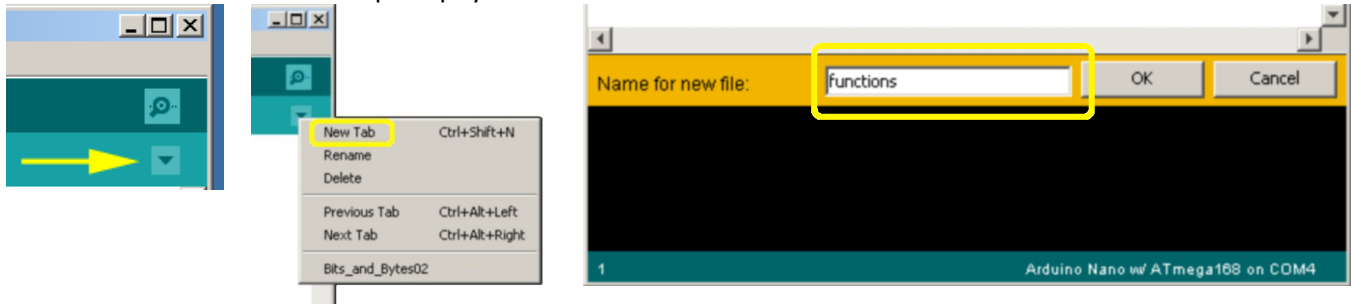 New Tab Ctrl+Shift+N
Rename
Delete
Previous Tab Ctrl+Alt+Left
Next Tab Ctrl+Alt+Right
Bits_and_Bytes02
Name for new file: functions OK Cancel
1 Arduino Nano w/ ATmega168 on COM4